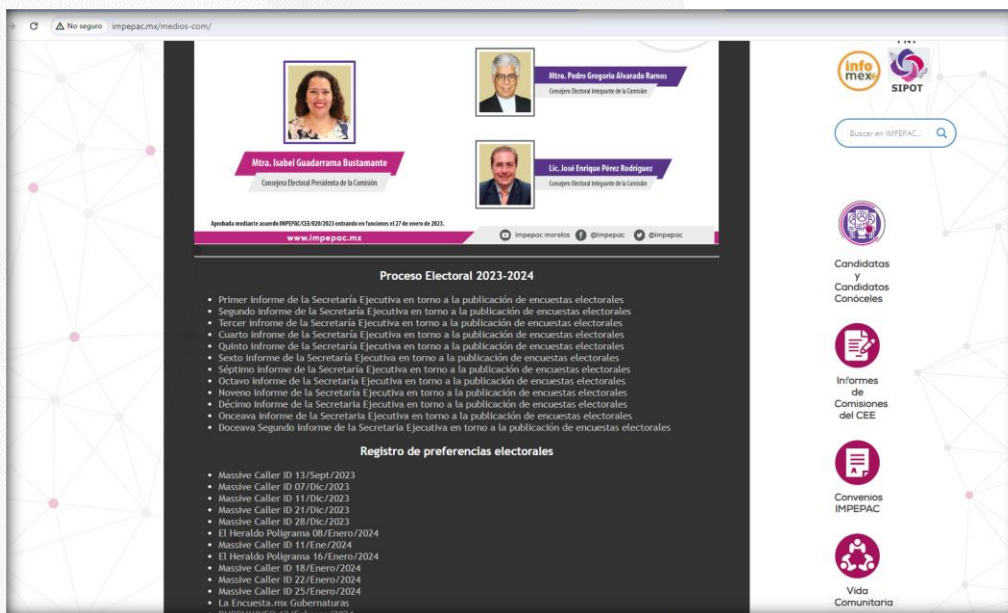 No seguro impepac.mx/medios-com/
PNT
info
mex
SIPOT
Buscar en IMPEPAC...
Mtro. Pedro Gregorio Alvarado Ramos
Consejero Electoral Integrante de la Comisión
Mtra. Isabel Guadarrama Bustamante
Consejera Electoral Presidenta de la Comisión
Lic. José Enrique Pérez Rodríguez
Consejero Electoral Integrante de la Comisión
Aprobada mediante acuerdo IMPEPAC/CEE/020/2023 entrando en funciones el 27 de enero de 2023.
www.impepac.mx
impepac morelos @impepac @impepac
Proceso Electoral 2023-2024
• Primer informe de la Secretaría Ejecutiva en torno a la publicación de encuestas electorales
• Segundo informe de la Secretaría Ejecutiva en torno a la publicación de encuestas electorales
• Tercer infrome de la Secretaría Ejecutiva en torno a la publicación de encuestas electorales
• Cuarto infrome de la Secretaría Ejecutiva en torno a la publicación de encuestas electorales
• Quinto infrome de la Secretaría Ejecutiva en torno a la publicación de encuestas electorales
• Sexto informe de la Secretaría Ejecutiva en torno a la publicación de encuestas electorales
• Séptimo informe de la Secretaría Ejecutiva en torno a la publicación de encuestas electorales
• Octavo informe de la Secretaría Ejecutiva en torno a la publicación de encuestas electorales
• Noveno informe de la Secretaría Ejecutiva en torno a la publicación de encuestas electorales
• Décimo informe de la Secretaria Ejecutiva en torno a la publicación de encuestas electorales
• Onceava informe de la Secretaria Ejecutiva en torno a la publicación de encuestas electorales
• Doceava Segundo informe de la Secretaria Ejecutiva en torno a la publicación de encuestas electorales
Registro de preferencias electorales
• Massive Caller ID 13/Sept/2023
• Massive Caller ID 07/Dic/2023
• Massive Caller ID 11/Dic/2023
• Massive Caller ID 21/Dic/2023
• Massive Caller ID 28/Dic/2023
• El Heraldo Poligrama 08/Enero/2024
• Massive Caller ID 11/Ene/2024
• El Heraldo Poligrama 16/Enero/2024
• Massive Caller ID 18/Enero/2024
• Massive Caller ID 22/Enero/2024
• Massive Caller ID 25/Enero/2024
• La Encuesta.mx Gubernaturas
Candidatas
y
Candidatos
Conóceles
Informes
de
Comisiones
del CEE
Convenios
IMPEPAC
Vida
Comunitaria